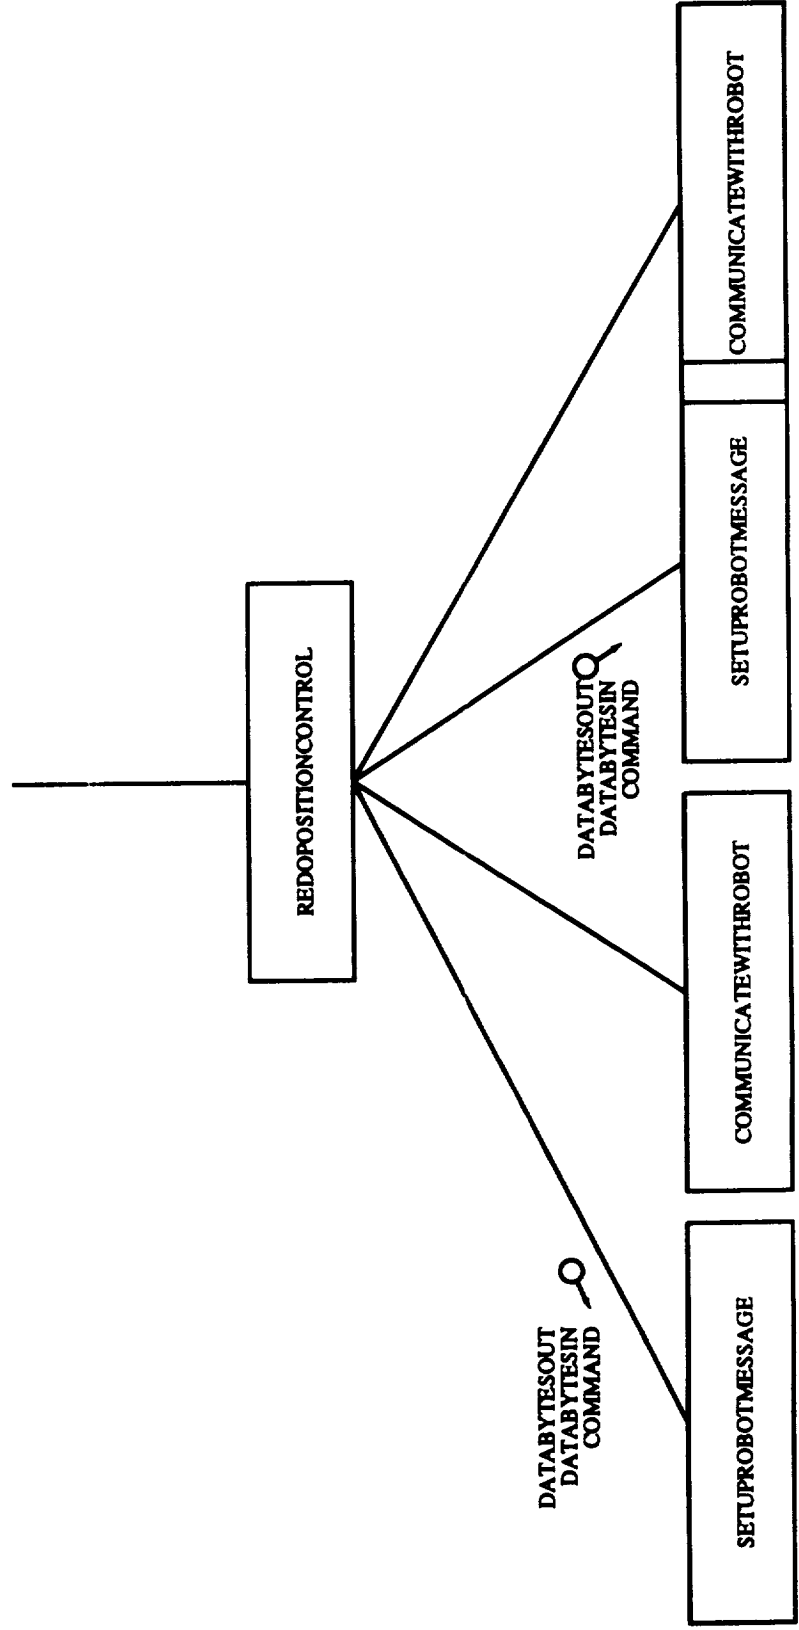 REDOPOSITIONCONTROL
DATABYTESOUT
DATABYTESIN
COMMAND
DATABYTESOUT
DATABYTESIN
COMMAND
SETUPROBOTMESSAGE
COMMUNICATEWITHROBOT
SETUPROBOTMESSAGE
COMMUNICATEWITHROBOT